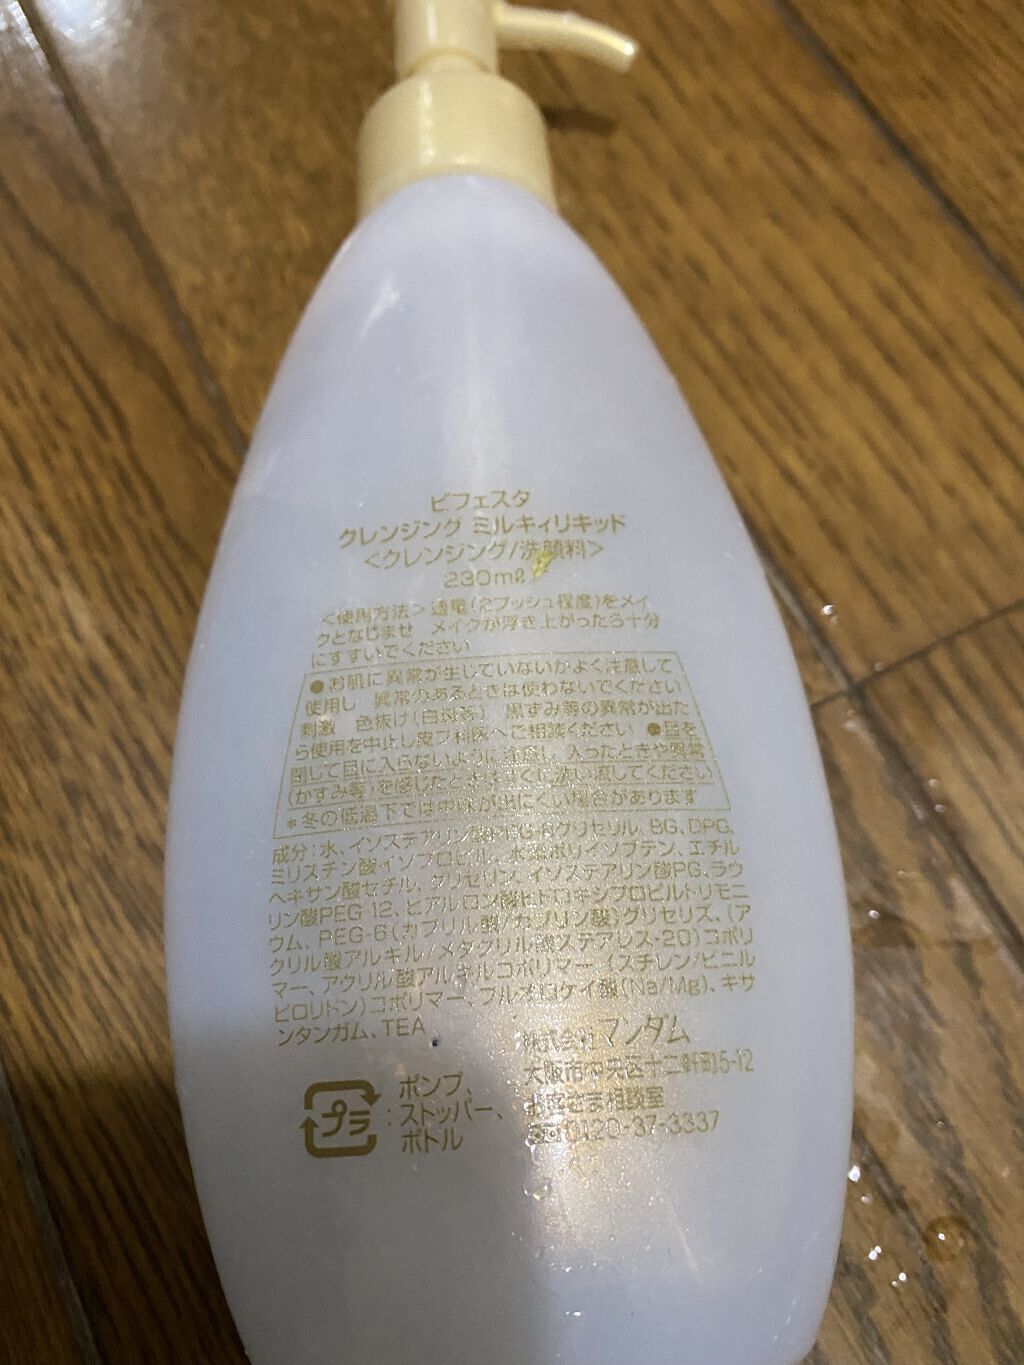 ビフェスタ
クレンジング ミルキィリキッド
<クレンジング/洗顔料>
230mℓ
<使用方法>適量(2プッシュ程度)をメイ
クとなじませ メイクが浮き上がったら十分
にすすいでください
●お肌に異常が生じていないかよく注意して
使用し 異常のあるときは使わないでください
刺激 色抜け(白斑等) 黒ずみ等の異常が出た
ら使用を中止し皮フ科医へご相談ください ●目を
閉じて目に入らないように注意し 入ったときや異常
(かすみ等)を感じたときはすぐに洗い流してください
*冬の低温下では中味が出にくい場合があります
成分:水、イソステアリン酸PEG-8グリセリル、BG、DPG、
ミリスチン酸イソプロピル、水添ポリイソブテン、エチル
ヘキサン酸セチル、グリセリン、イソステアリン酸PG、ラウ
リン酸PEG-12、ヒアルロン酸ヒドロキシプロピルトリモニ
ウム、PEG-6(カプリル酸/カプリン酸)グリセリズ、(ア
クリル酸アルキル/メタクリル酸ステアレス-20)コポリ
マー、アクリル酸アルキルコポリマー、(スチレン/ビニル
ピロリドン)コポリマー、フルオロケイ酸(Na/Mg)、キサ
ンタンガム、TEA
株式会社 マンダム
大阪市中央区十二軒町5-12
お客さま相談室
0120-37-3337
プラ
:ポンプ、
ストッパー、
ボトル